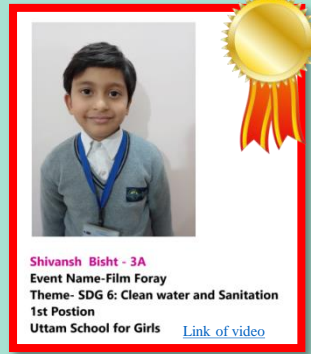 Shivansh Bisht - 3A
Event Name-Film Foray
Theme- SDG 6: Clean water and Sanitation
1st Postion
Uttam School for Girls Link of video